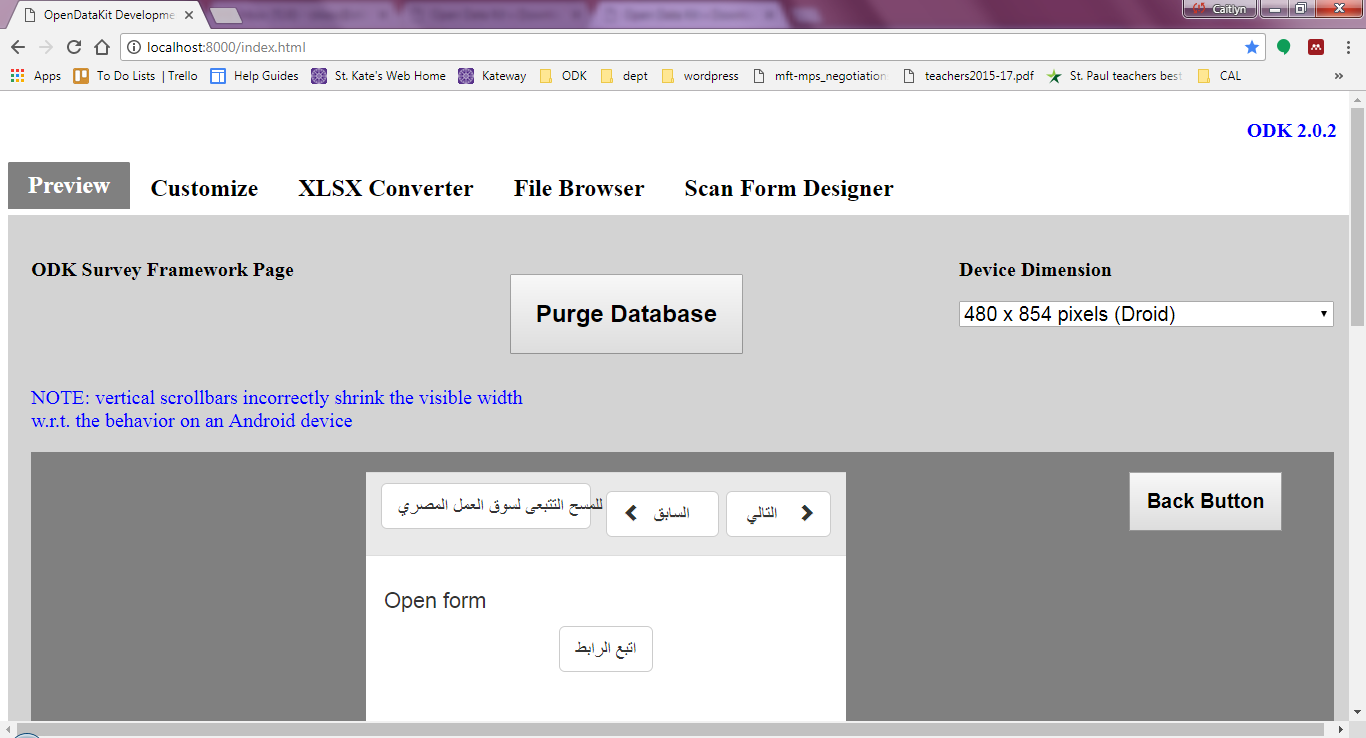 OpenDataKit Developme
Caitlyn
localhost:8000/index.html
Apps To Do Lists | Trello Help Guides St. Kate's Web Home Kateway ODK dept wordpress mft-mps_negotiation teachers2015-17.pdf St. Paul teachers best CAL »
ODK 2.0.2
Preview Customize XLSX Converter File Browser Scan Form Designer
ODK Survey Framework Page
Device Dimension
Purge Database
480 x 854 pixels (Droid)
NOTE: vertical scrollbars incorrectly shrink the visible width
w.r.t. the behavior on an Android device
للمسح التتبعى لسوق العمل المصري
السابق
التالي
Back Button
Open form
اتبع الرابط